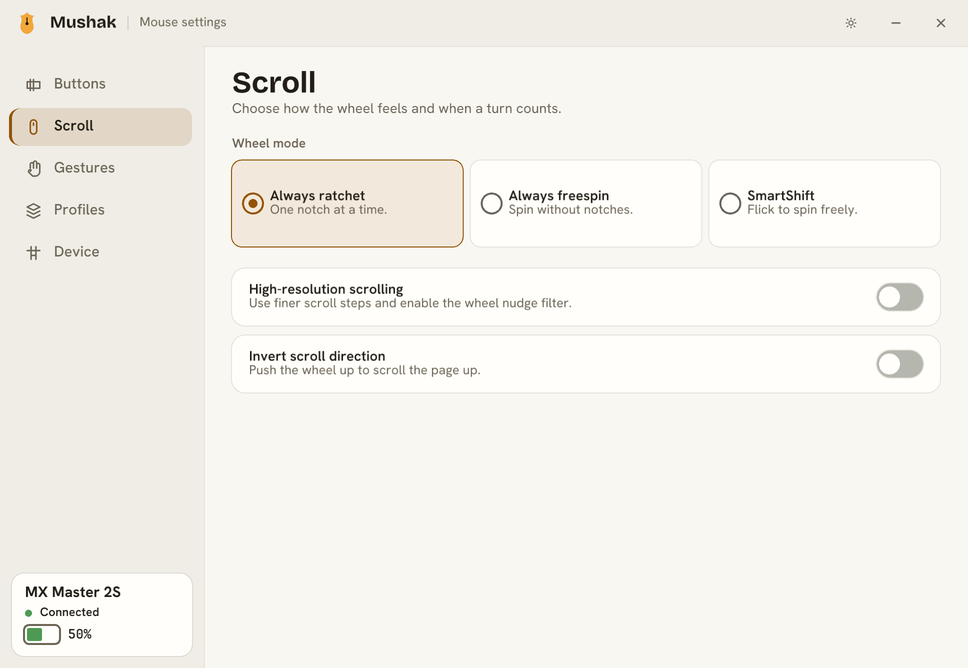 Mushak
Mouse settings
Buttons
Scroll
Gestures
Profiles
Device
MX Master 2S
Connected
50%
Scroll
Choose how the wheel feels and when a turn counts.
Wheel mode
Always ratchet
One notch at a time.
Always freespin
Spin without notches.
SmartShift
Flick to spin freely.
High-resolution scrolling
Use finer scroll steps and enable the wheel nudge filter.
Invert scroll direction
Push the wheel up to scroll the page up.